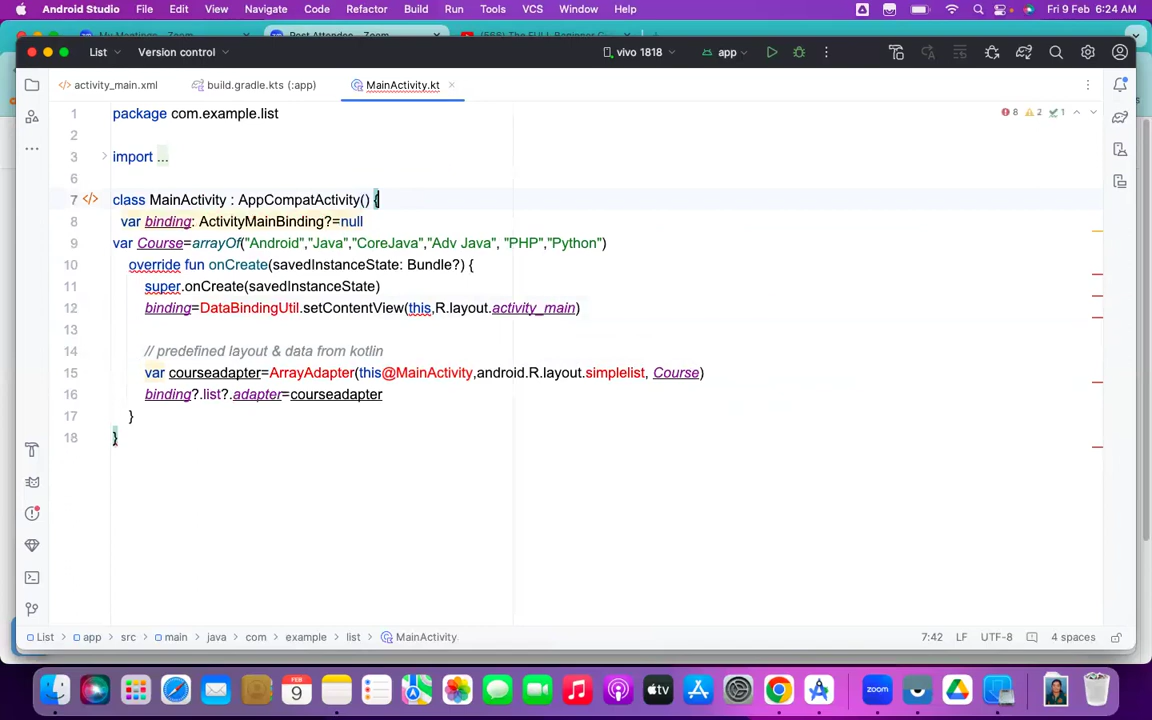 Android Studio File Edit View Navigate Code Refactor Build Run Tools VCS Window Help Fri 9 Feb 6:24 AM
List Version control vivo 1818 app
activity_main.xml build.gradle.kts (:app) MainActivity.kt
8 2 1
1 package com.example.list
2
3 import ...
6
7 class MainActivity : AppCompatActivity() {
8 var binding: ActivityMainBinding?=null
9 var Course=arrayOf("Android","Java","CoreJava","Adv Java", "PHP","Python")
10 override fun onCreate(savedInstanceState: Bundle?) {
11 super.onCreate(savedInstanceState)
12 binding=DataBindingUtil.setContentView(this,R.layout.activity_main)
13
14 // predefined layout & data from kotlin
15 var courseadapter=ArrayAdapter(this@MainActivity,android.R.layout.simplelist, Course)
16 binding?.list?.adapter=courseadapter
17 }
18 }
List app src main java com example list MainActivity 7:42 LF UTF-8 4 spaces
FEB
9
tv
zoom